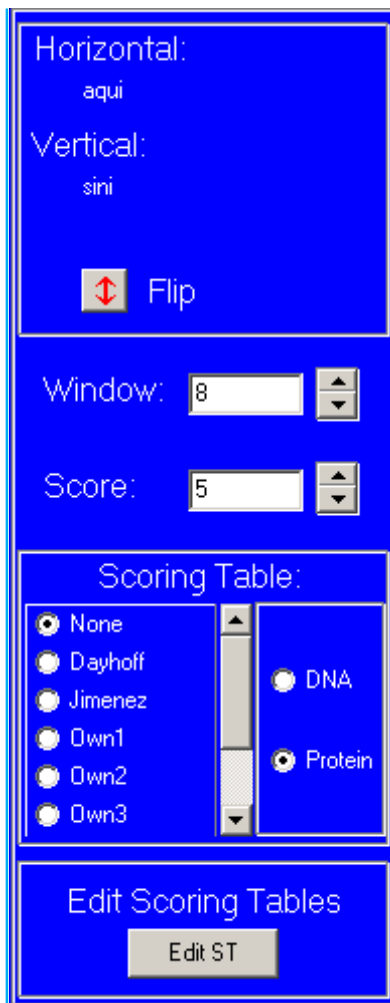 Horizontal:
aqui
Vertical:
sini
Flip
Window: 8
Score: 5
Scoring Table:
None
Dayhoff
Jimenez
Own1
Own2
Own3
DNA
Protein
Edit Scoring Tables
Edit ST